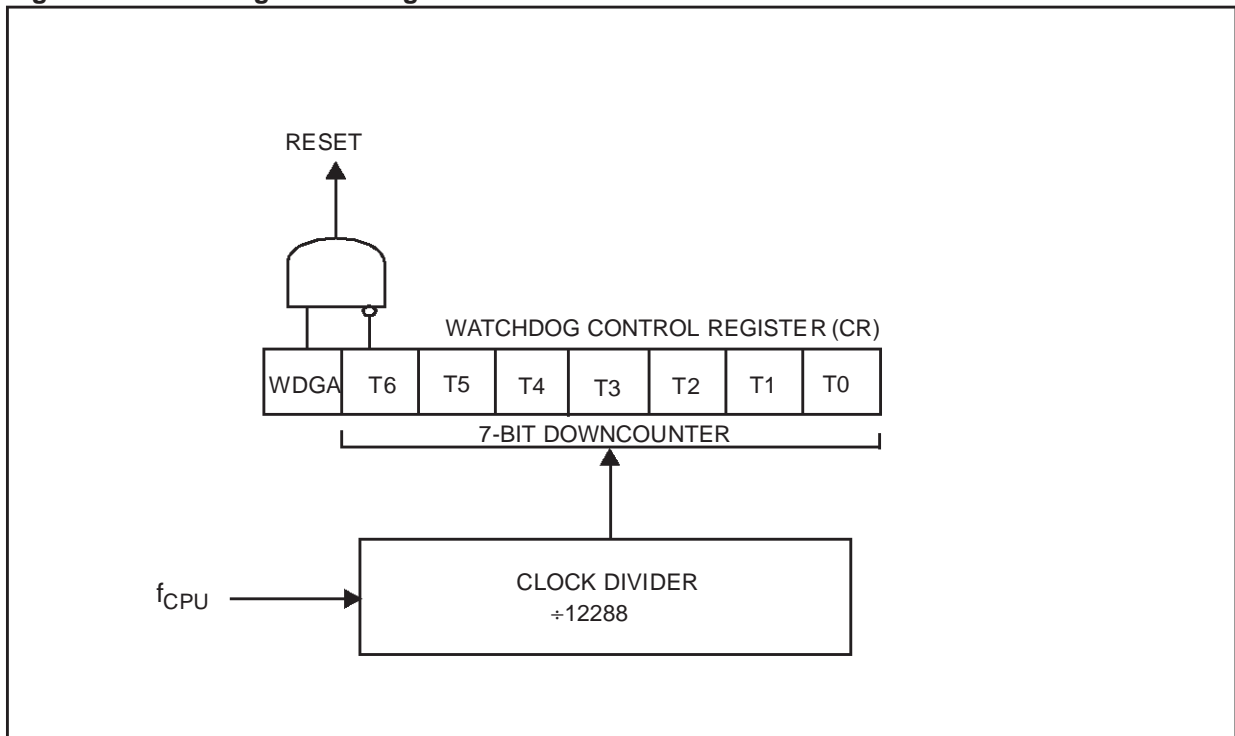 RESET
WATCHDOG CONTROL REGISTER (CR)
WDGA T6 T5 T4 T3 T2 T1 T0
7-BIT DOWNCOUNTER
fCPU
CLOCK DIVIDER
÷12288